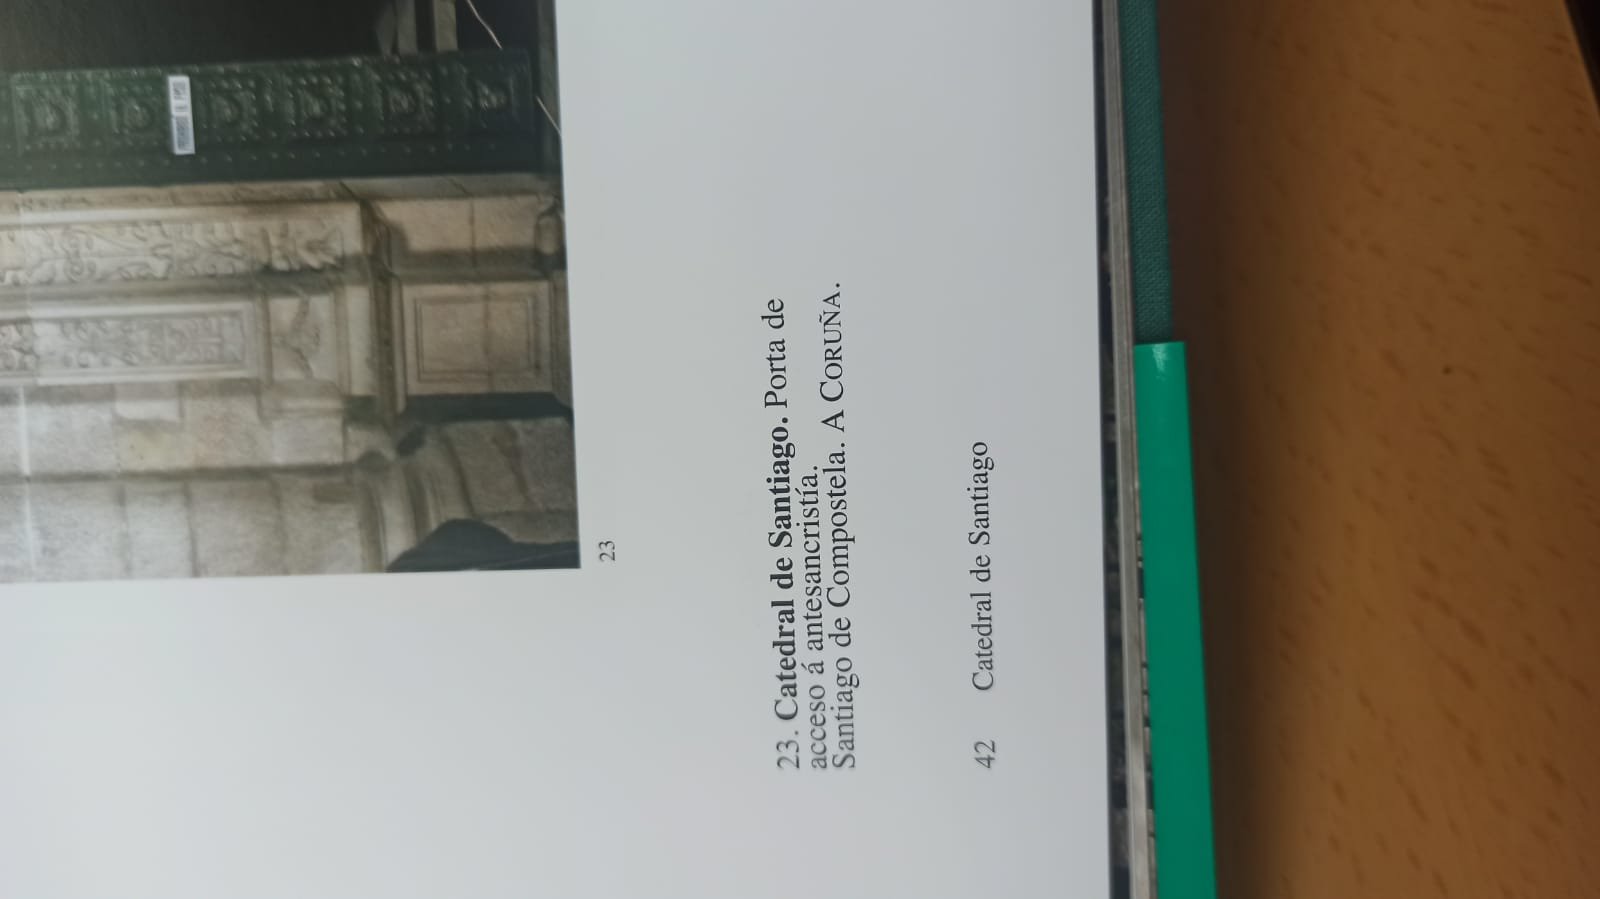 23
23. Catedral de Santiago. Porta de
acceso á antesancristía.
Santiago de Compostela. A CORUÑA.
42 Catedral de Santiago